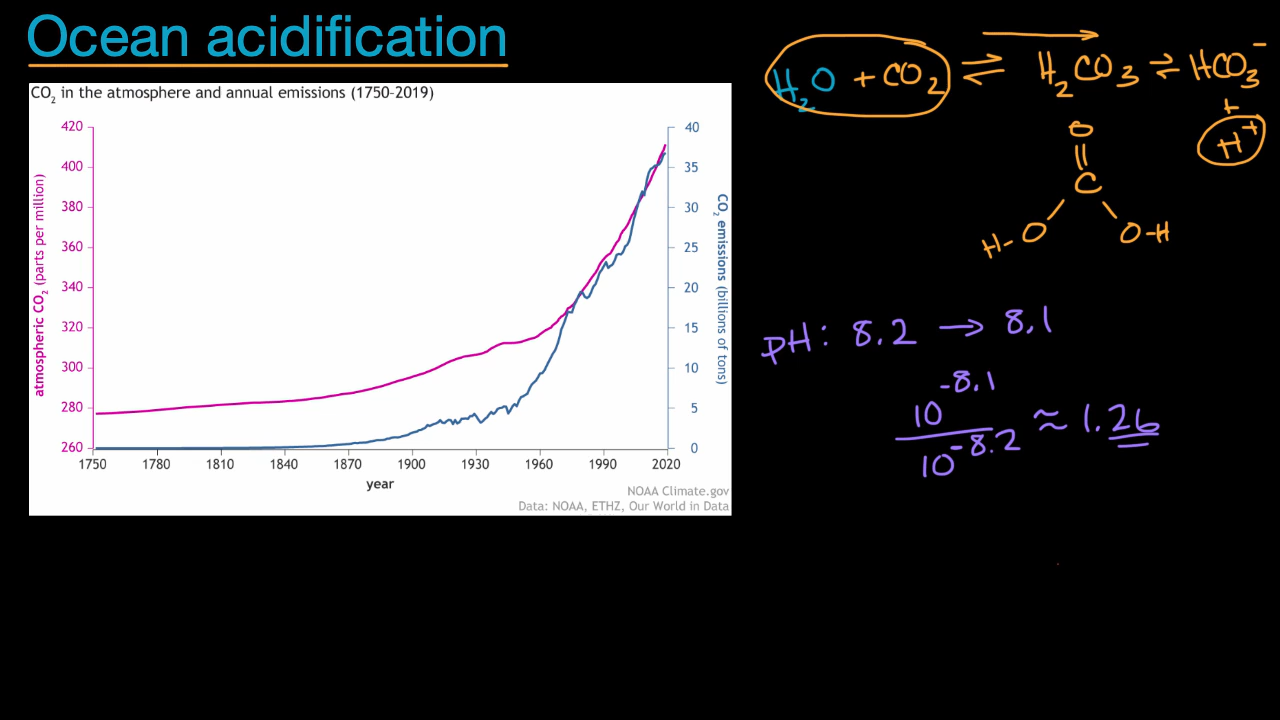 Ocean acidification
CO₂ in the atmosphere and annual emissions (1750-2019)
atmospheric CO₂ (parts per million)
420
400
380
360
340
320
300
280
260
40
35
30
25
20
15
10
5
0
CO₂ emissions (billions of tons)
1750 1780 1810 1840 1870 1900 1930 1960 1990 2020
year
NOAA Climate.gov
Data: NOAA, ETHZ, Our World in Data
H₂O + CO₂ ⇌ H₂CO₃ ⇌ HCO₃⁻
+
H⁺
O
C
H-O O-H
pH: 8.2 → 8.1
10^-8.1
10^-8.2 ≈ 1.26